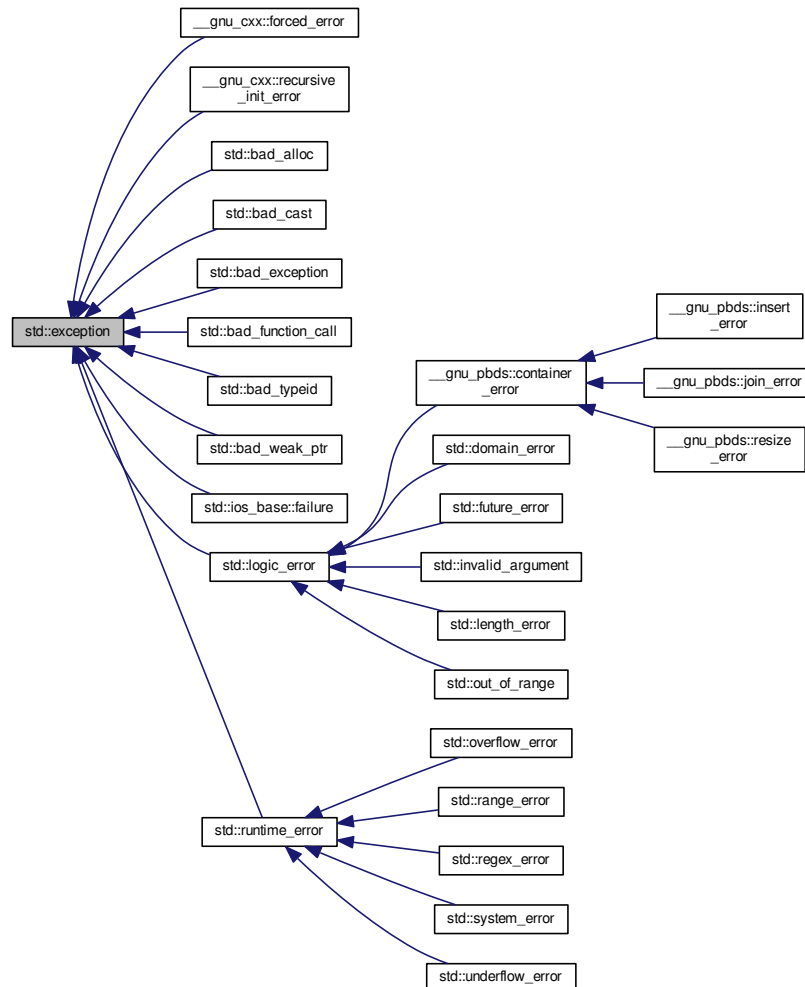 __gnu_cxx::forced_error
__gnu_cxx::recursive
_init_error
std::bad_alloc
std::bad_cast
std::bad_exception
std::exception
std::bad_function_call
std::bad_typeid
std::bad_weak_ptr
std::ios_base::failure
std::logic_error
__gnu_pbds::container
_error
__gnu_pbds::insert
_error
__gnu_pbds::join_error
__gnu_pbds::resize
_error
std::domain_error
std::future_error
std::invalid_argument
std::length_error
std::out_of_range
std::runtime_error
std::overflow_error
std::range_error
std::regex_error
std::system_error
std::underflow_error